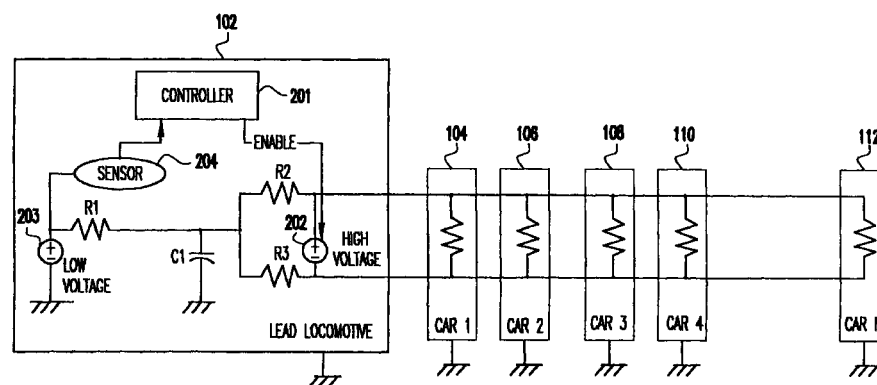 102
CONTROLLER
201
104
106
108
110
112
ENABLE
SENSOR
204
R2
203
R1
202
HIGH
VOLTAGE
C1
R3
LOW
VOLTAGE
LEAD LOCOMOTIVE
CAR 1
CAR 2
CAR 3
CAR 4
CAR